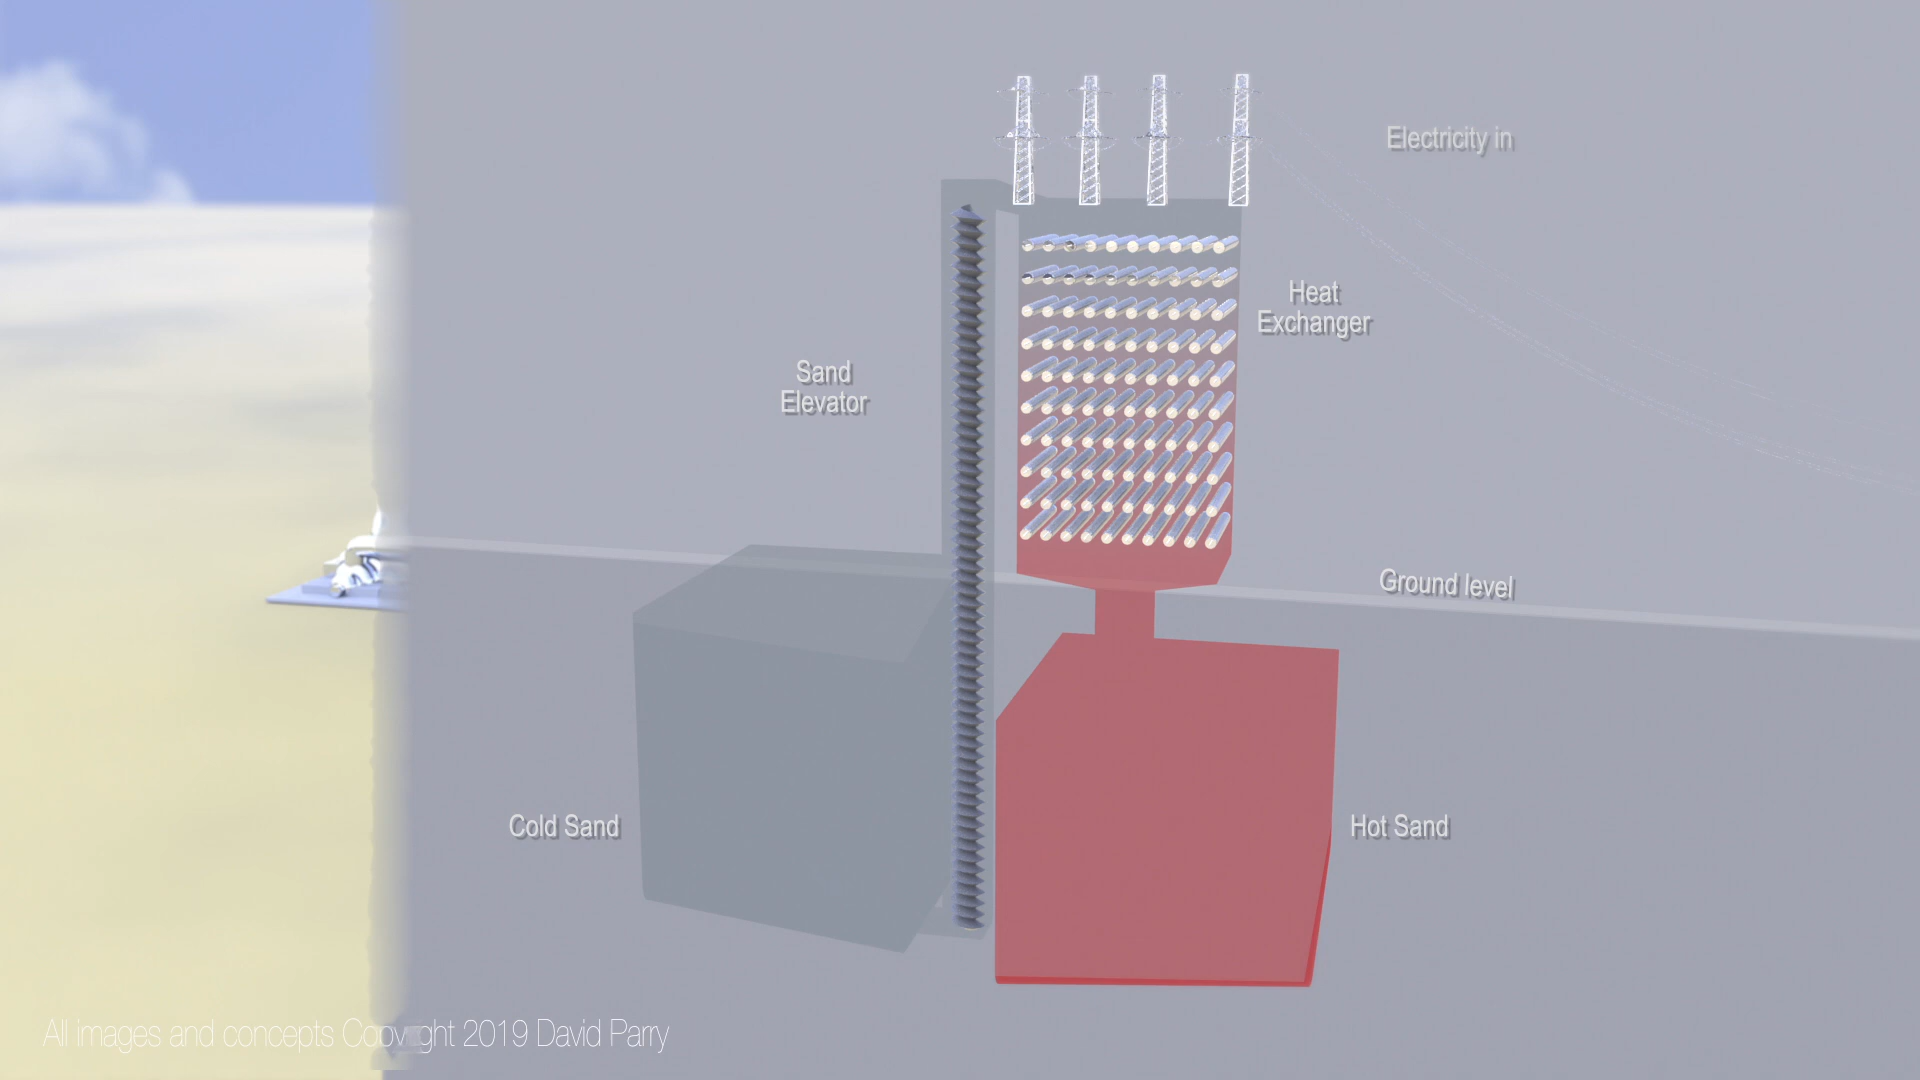 Electricity in
Heat
Exchanger
Sand
Elevator
Ground level
Cold Sand
Hot Sand
All images and concepts Copyright 2019 David Parry